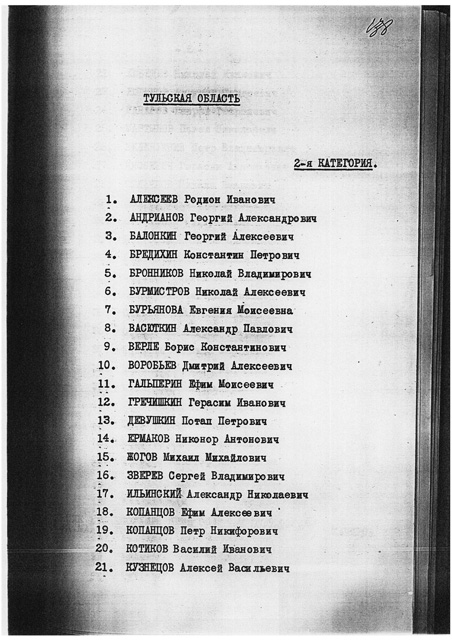 188
ТУЛЬСКАЯ ОБЛАСТЬ
2-я КАТЕГОРИЯ.
1. АЛЕКСЕЕВ Родион Иванович
2. АНДРИАНОВ Георгий Александрович
3. БАЛОНКИН Георгий Алексеевич
4. БРЕДИХИН Константин Петрович
5. БРОННИКОВ Николай Владимирович
6. БУРМИСТРОВ Николай Алексеевич
7. БУРЬЯНОВА Евгения Моисеевна
8. ВАСЮТКИН Александр Павлович
9. ВЕРЛЕ Борис Константинович
10. ВОРОБЬЕВ Дмитрий Алексеевич
11. ГАЛЬПЕРИН Ефим Моисеевич
12. ГРЕЧИШКИН Герасим Иванович
13. ДЕВУШКИН Потап Петрович
14. ЕРМАКОВ Никонор Антонович
15. ЖОГОВ Михаил Михайлович
16. ЗВЕРЕВ Сергей Владимирович
17. ИЛЬИНСКИЙ Александр Николаевич
18. КОПАНЦОВ Ефим Алексеевич
19. КОПАНЦОВ Петр Никифорович
20. КОТИКОВ Василий Иванович
21. КУЗНЕЦОВ Алексей Васильевич